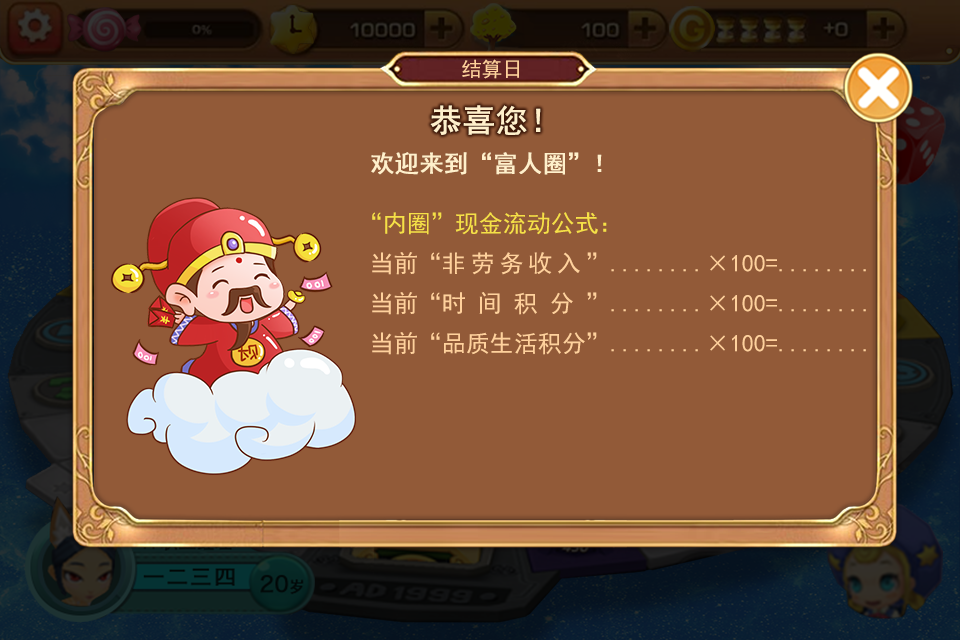 0%
10000
100
G
+0
结算日
恭喜您！
欢迎来到“富人圈”！
“内圈”现金流动公式：
当前“非劳务收入”........×100=........
当前“时间积分”........×100=........
当前“品质生活积分”........×100=........
一二三四
20岁
AD 1999